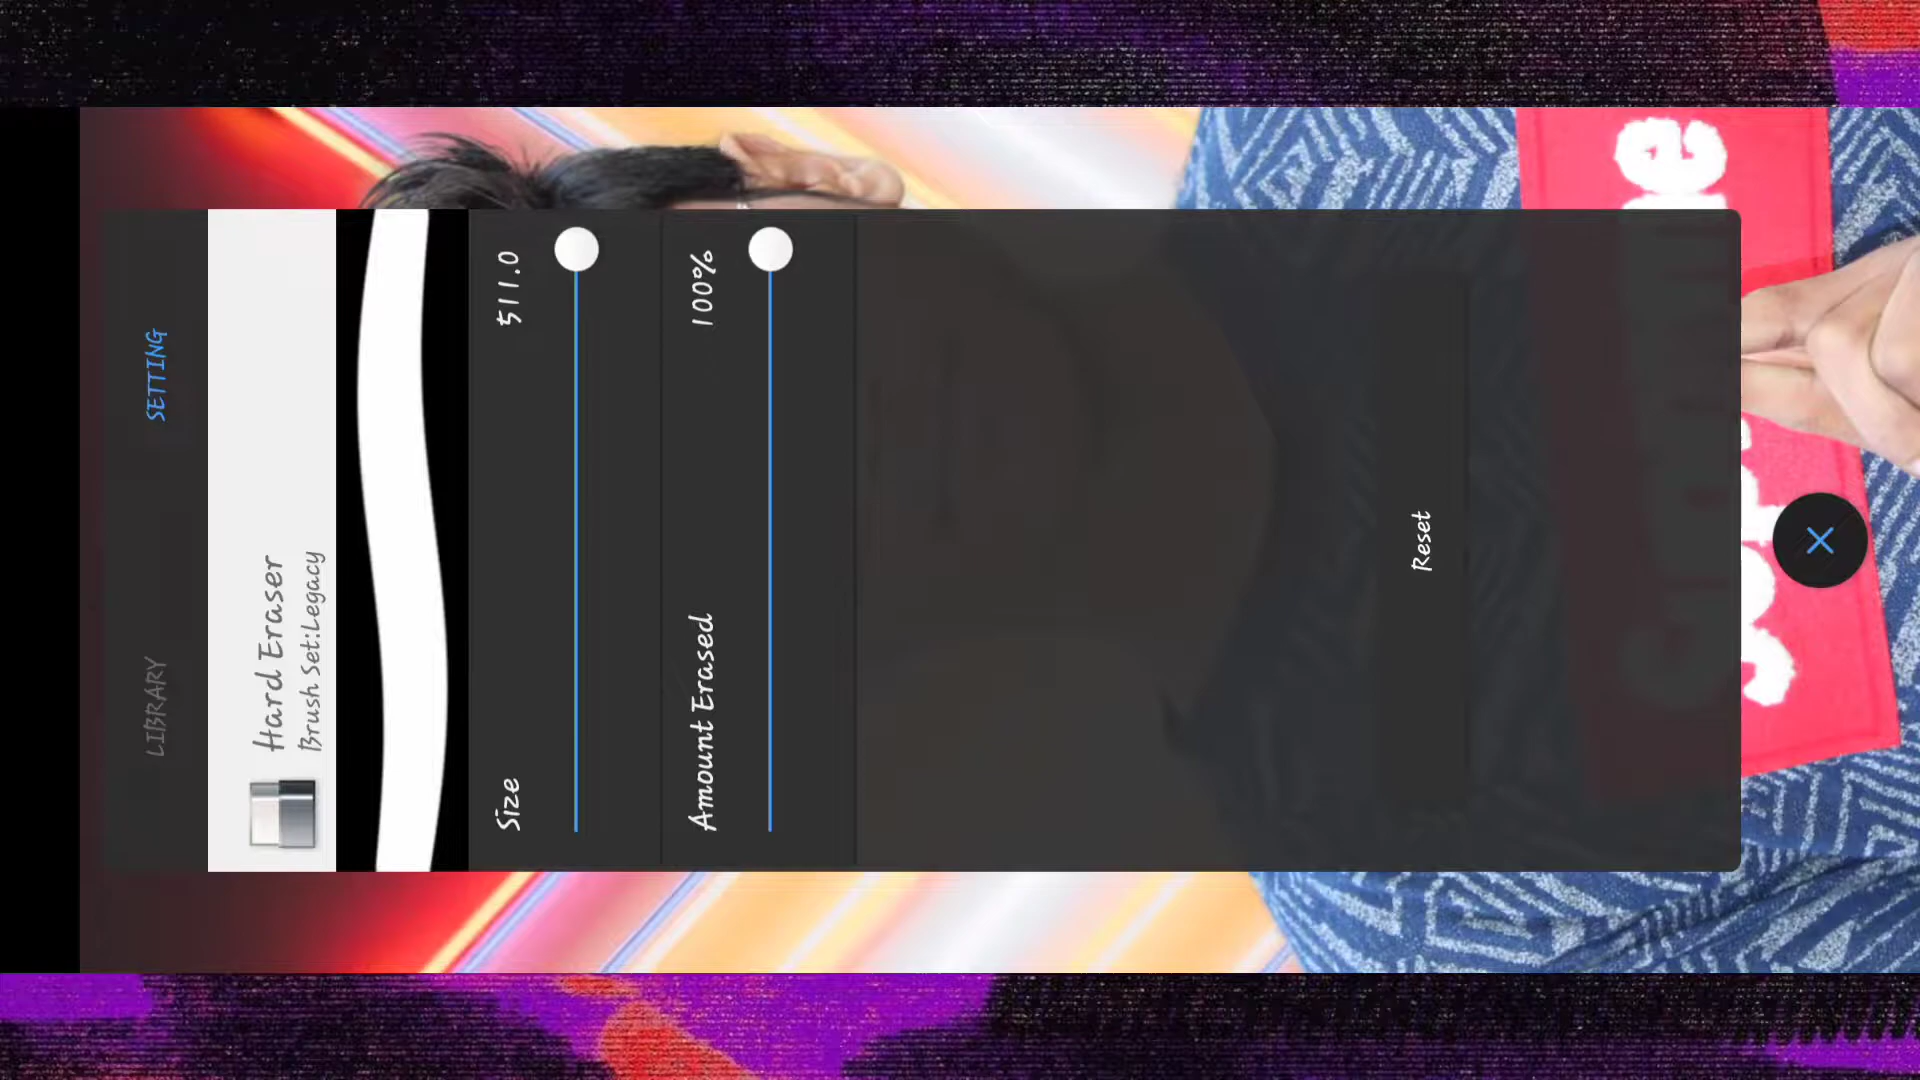 LIBRARY
SETTING
Hard Eraser
Brush Set:Legacy
Size
511.0
Amount Erased
100%
Reset